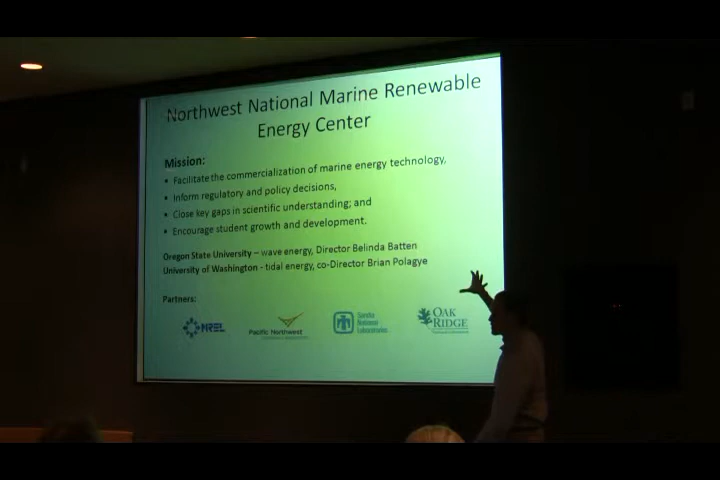 Northwest National Marine Renewable
Energy Center
Mission:
• Facilitate the commercialization of marine energy technology,
• Inform regulatory and policy decisions,
• Close key gaps in scientific understanding; and
• Encourage student growth and development.
Oregon State University – wave energy, Director Belinda Batten
University of Washington - tidal energy, co-Director Brian Polagye
Partners:
NREL
Pacific Northwest
Sandia
National
Laboratories
OAK
RIDGE